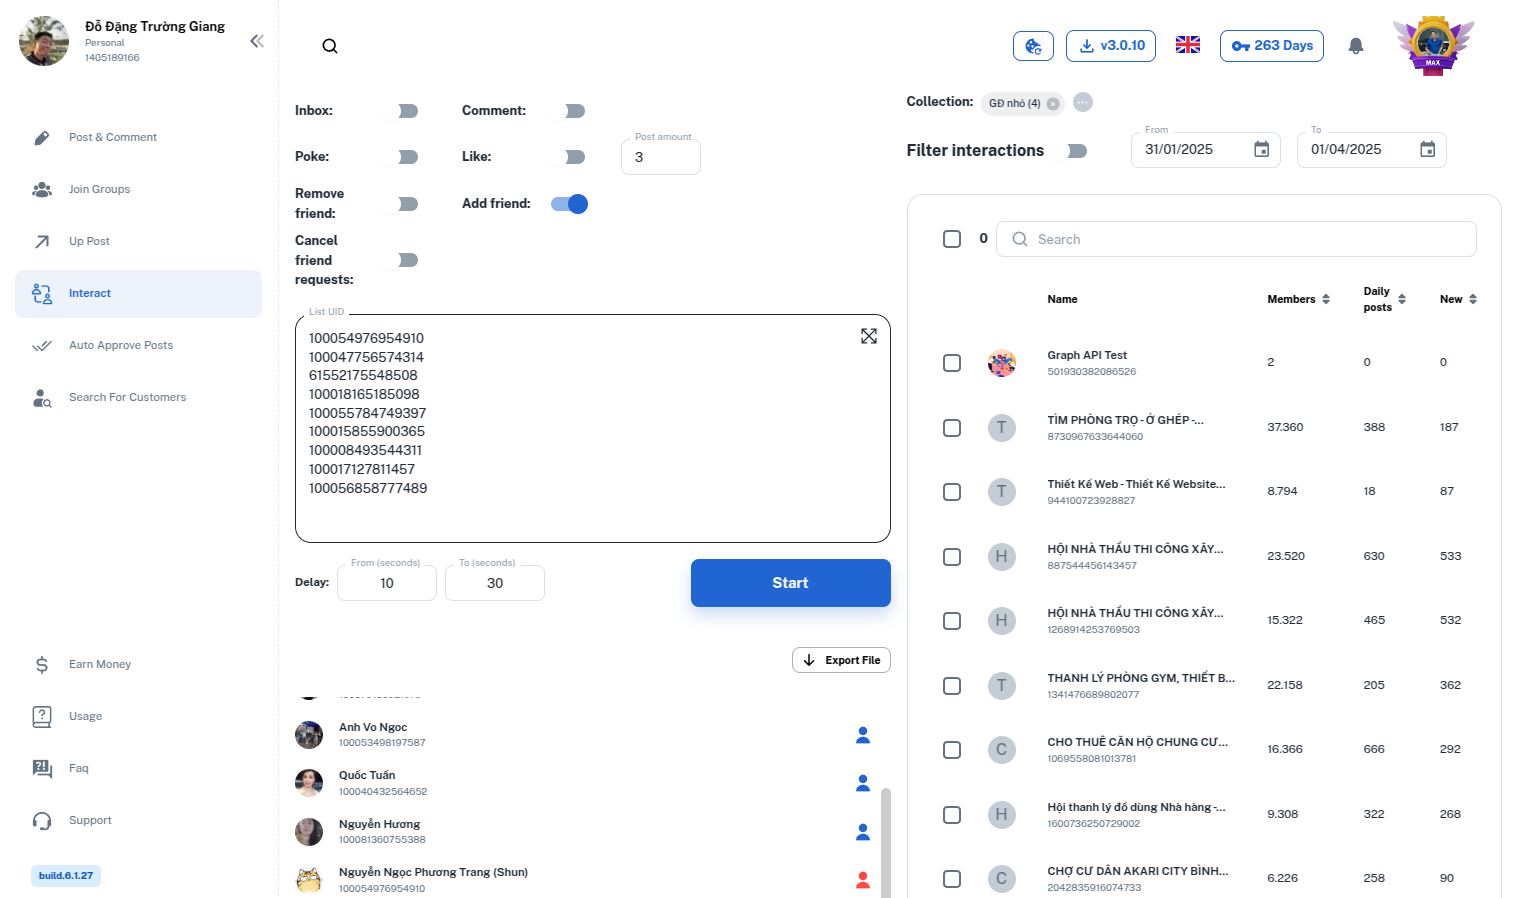 Đỗ Đặng Trường Giang
Personal
1405189166
Post & Comment
Join Groups
Up Post
Interact
Auto Approve Posts
Search For Customers
Earn Money
Usage
Faq
Support
build.6.1.27
v3.0.10
263 Days
MAX
Inbox:
Comment:
Poke:
Like:
Post amount
3
Remove
friend:
Add friend:
Cancel
friend
requests:
List UID
100054976954910
100047756574314
61552175548508
100018165185098
100055784749397
100015855900365
100008493544311
100017127811457
100056858777489
Delay:
From (seconds)
10
To (seconds)
30
Start
Export File
Anh Vo Ngoc
100053498197587
Quốc Tuấn
100040432564652
Nguyễn Hương
100081360755388
Nguyễn Ngọc Phương Trang (Shun)
100054976954910
Collection:
GĐ nhỏ (4)
Filter interactions
From
31/01/2025
To
01/04/2025
0
Search
Name
Members
Daily
posts
New
Graph API Test
501930382086526
2
0
0
T
TÌM PHÒNG TRỌ - Ở GHÉP -...
8730967633644060
37.360
388
187
T
Thiết Kế Web - Thiết Kế Website...
944100723928827
8.794
18
87
H
HỘI NHÀ THẦU THI CÔNG XÂY...
887544456143457
23.520
630
533
H
HỘI NHÀ THẦU THI CÔNG XÂY...
1268914253769503
15.322
465
532
T
THANH LÝ PHÒNG GYM, THIẾT B...
1341476689802077
22.158
205
362
C
CHO THUÊ CĂN HỘ CHUNG CƯ...
1069558081013781
16.366
666
292
H
Hội thanh lý đồ dùng Nhà hàng -...
1600736250729002
9.308
322
268
C
CHỢ CƯ DÂN AKARI CITY BÌNH...
2042835916074733
6.226
258
90